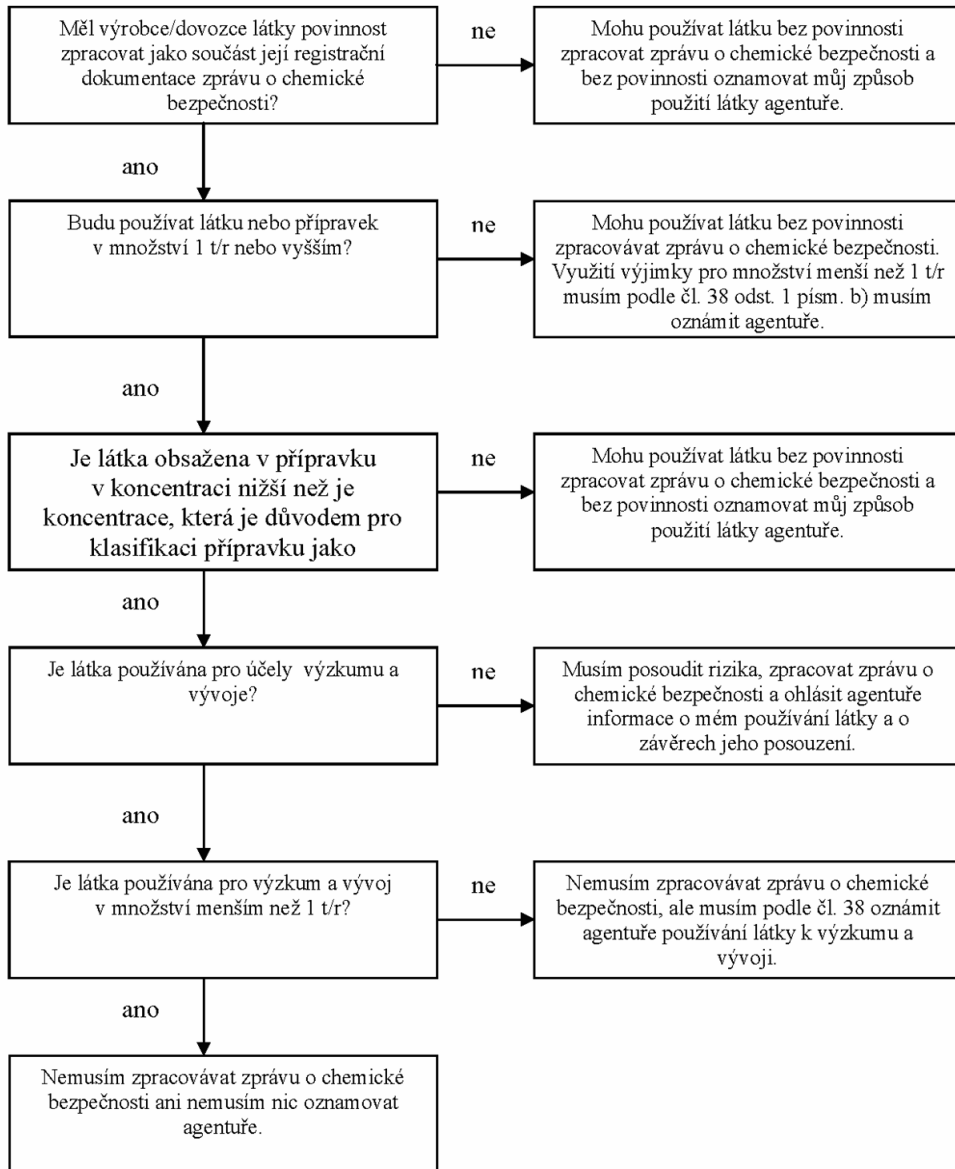 Měl výrobce/dovozce látky povinnost
zpracovat jako součást její registrační
dokumentace zprávu o chemické
bezpečnosti?
ne
Mohu používat látku bez povinnosti
zpracovat zprávu o chemické bezpečnosti a
bez povinnosti oznamovat můj způsob
použití látky agentuře.
ano
Budu používat látku nebo přípravek
v množství 1 t/r nebo vyšším?
ne
Mohu používat látku bez povinnosti
zpracovávat zprávu o chemické bezpečnosti.
Využití výjimky pro množství menší než 1 t/r
musím podle čl. 38 odst. 1 písm. b) musím
oznámit agentuře.
ano
Je látka obsažena v přípravku
v koncentraci nižší než je
koncentrace, která je důvodem pro
klasifikaci přípravku jako
ne
Mohu používat látku bez povinnosti
zpracovat zprávu o chemické bezpečnosti a
bez povinnosti oznamovat můj způsob
použití látky agentuře.
ano
Je látka používána pro účely výzkumu a
vývoje?
ne
Musím posoudit rizika, zpracovat zprávu o
chemické bezpečnosti a ohlásit agentuře
informace o mém používání látky a o
závěrech jeho posouzení.
ano
Je látka používána pro výzkum a vývoj
v množství menším než 1 t/r?
ne
Nemusím zpracovávat zprávu o chemické
bezpečnosti, ale musím podle čl. 38 oznámit
agentuře používání látky k výzkumu a
vývoji.
ano
Nemusím zpracovávat zprávu o chemické
bezpečnosti ani nemusím nic oznamovat
agentuře.